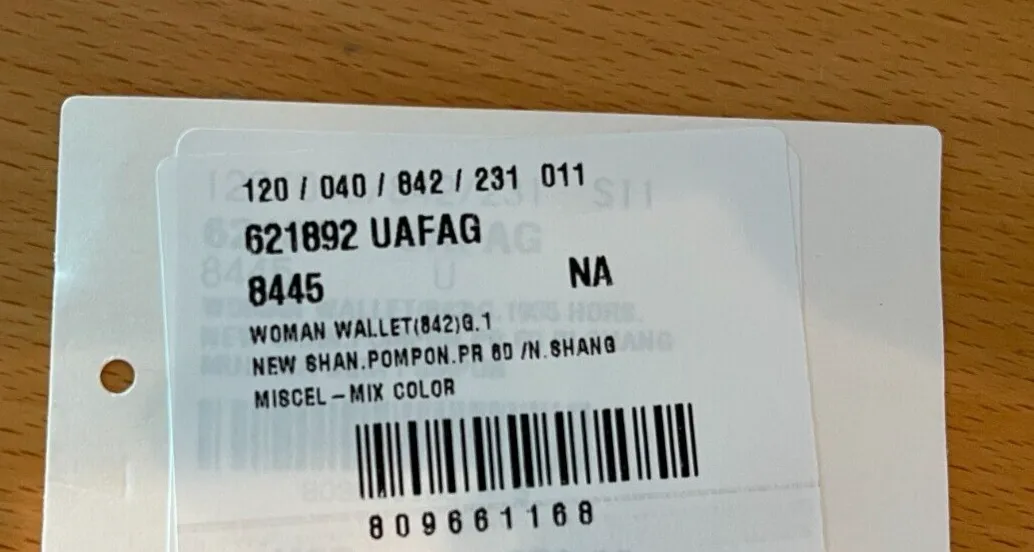 120 / 040 / 842 / 231 011
621892 UAFAG
8445 NA
WOMAN WALLET(842)G.1
NEW SHAN.POMPON.PR 6D /N.SHANG
MISCEL-MIX COLOR
809661168